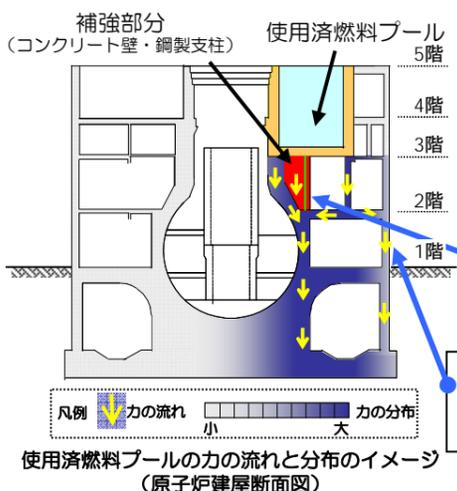 補強部分
（コンクリート壁・鋼製支柱）
使用済燃料プール
5階
4階
3階
2階
1階
凡例 力の流れ 小 大 力の分布
使用済燃料プールの力の流れと分布のイメージ
（原子炉建屋断面図）